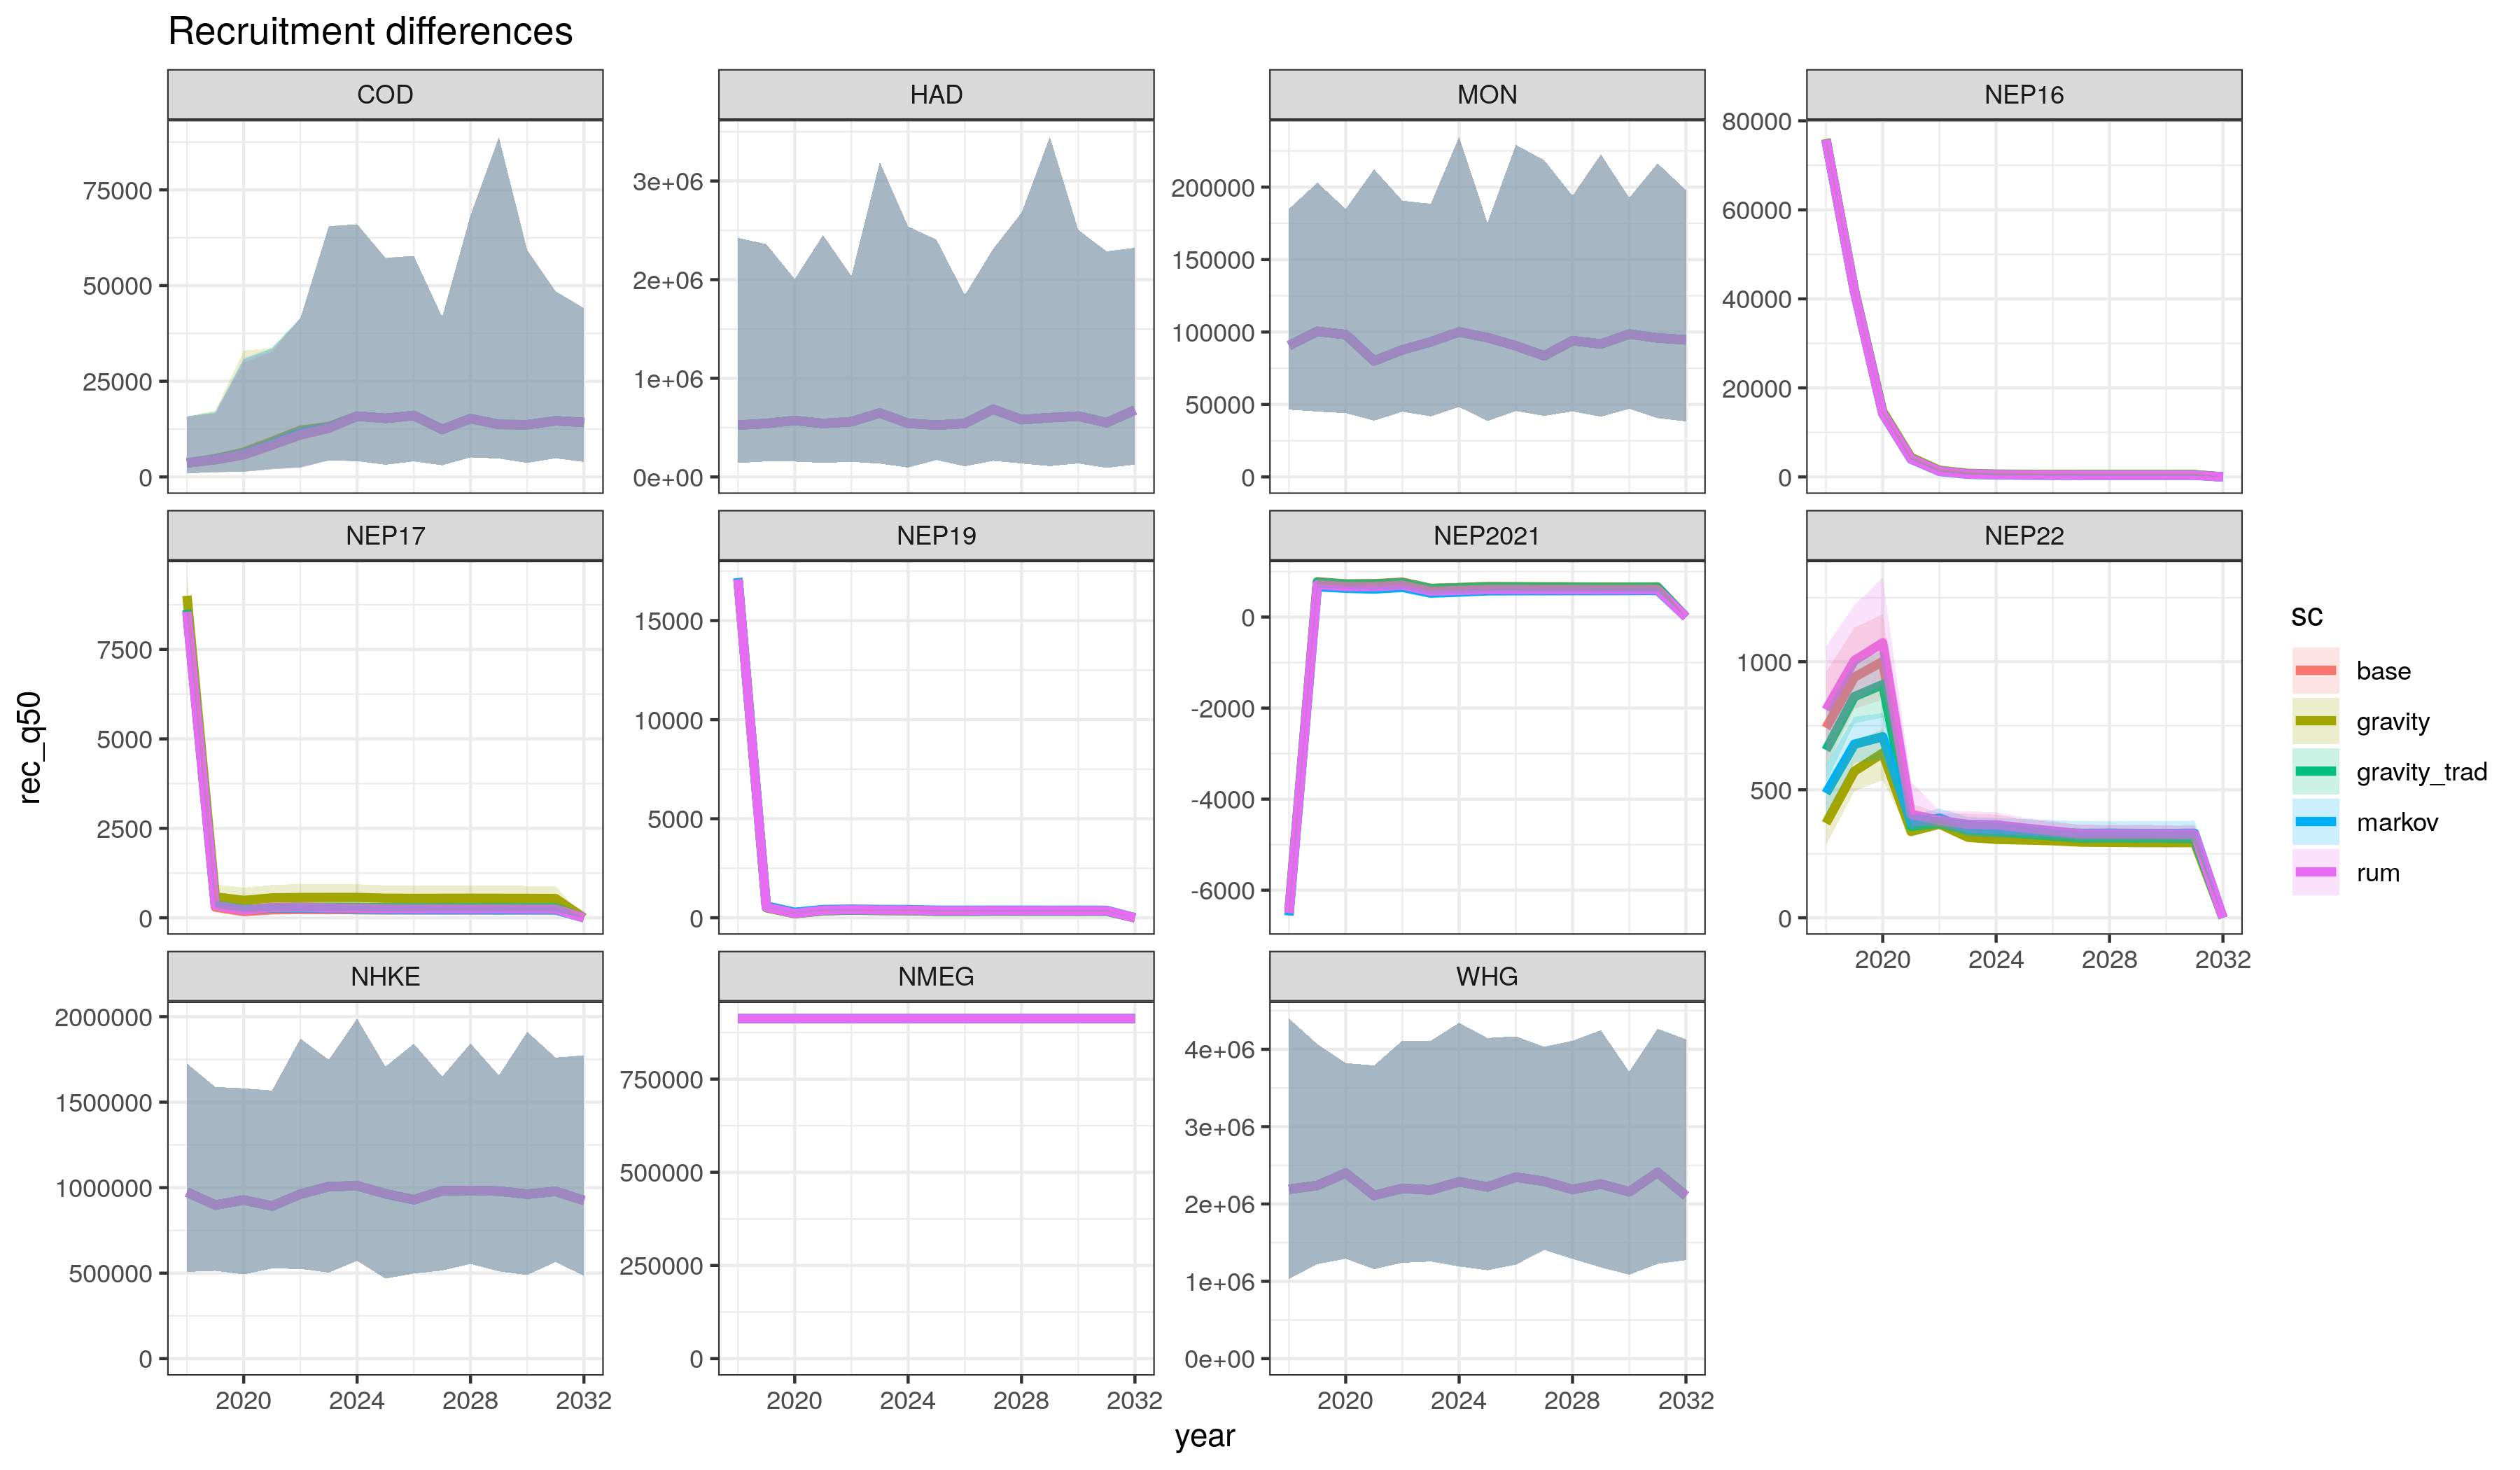 Recruitment differences
COD
HAD
MON
NEP16
75000
50000
25000
0
3e+06
2e+06
1e+06
0e+00
200000
150000
100000
50000
0
80000
60000
40000
20000
0
NEP17
NEP19
NEP2021
NEP22
7500
5000
2500
0
15000
10000
5000
0
0
-2000
-4000
-6000
1000
500
0
2020 2024 2028 2032
NHKE
NMEG
WHG
2000000
1500000
1000000
500000
0
750000
500000
250000
0
4e+06
3e+06
2e+06
1e+06
0e+00
2020 2024 2028 2032
2020 2024 2028 2032
2020 2024 2028 2032
year
rec_q50
sc
base
gravity
gravity_trad
markov
rum